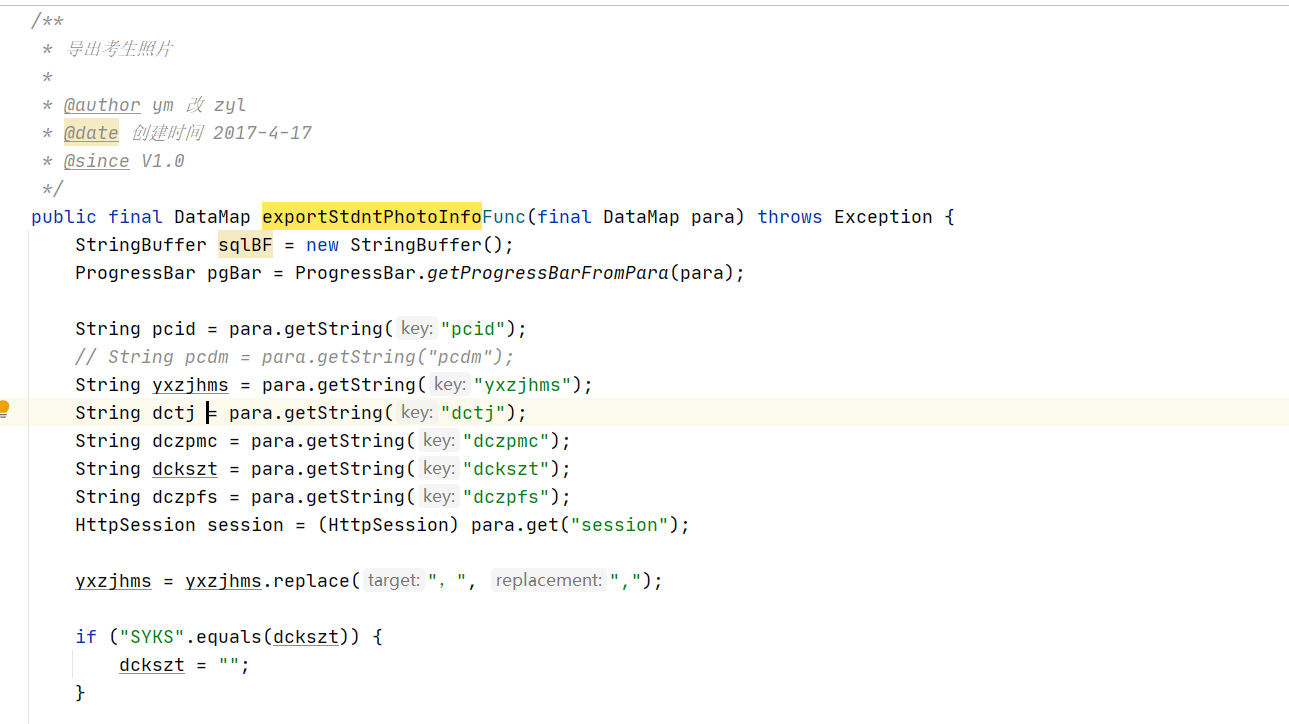 /**
* 导出考生照片
*
* @author ym 改 zyl
* @date 创建时间 2017-4-17
* @since V1.0
*/
public final DataMap exportStdntPhotoInfoFunc(final DataMap para) throws Exception {
StringBuffer sqlBF = new StringBuffer();
ProgressBar pgBar = ProgressBar.getProgressBarFromPara(para);
String pcid = para.getString( key: "pcid");
// String pcdm = para.getString("pcdm");
String yxzjhms = para.getString( key: "yxzjhms");
String dctj = para.getString( key: "dctj");
String dczpmc = para.getString( key: "dczpmc");
String dckszt = para.getString( key: "dckszt");
String dczpfs = para.getString( key: "dczpfs");
HttpSession session = (HttpSession) para.get("session");
yxzjhms = yxzjhms.replace( target: "，", replacement: ",");
if ("SYKS".equals(dckszt)) {
dckszt = "";
}